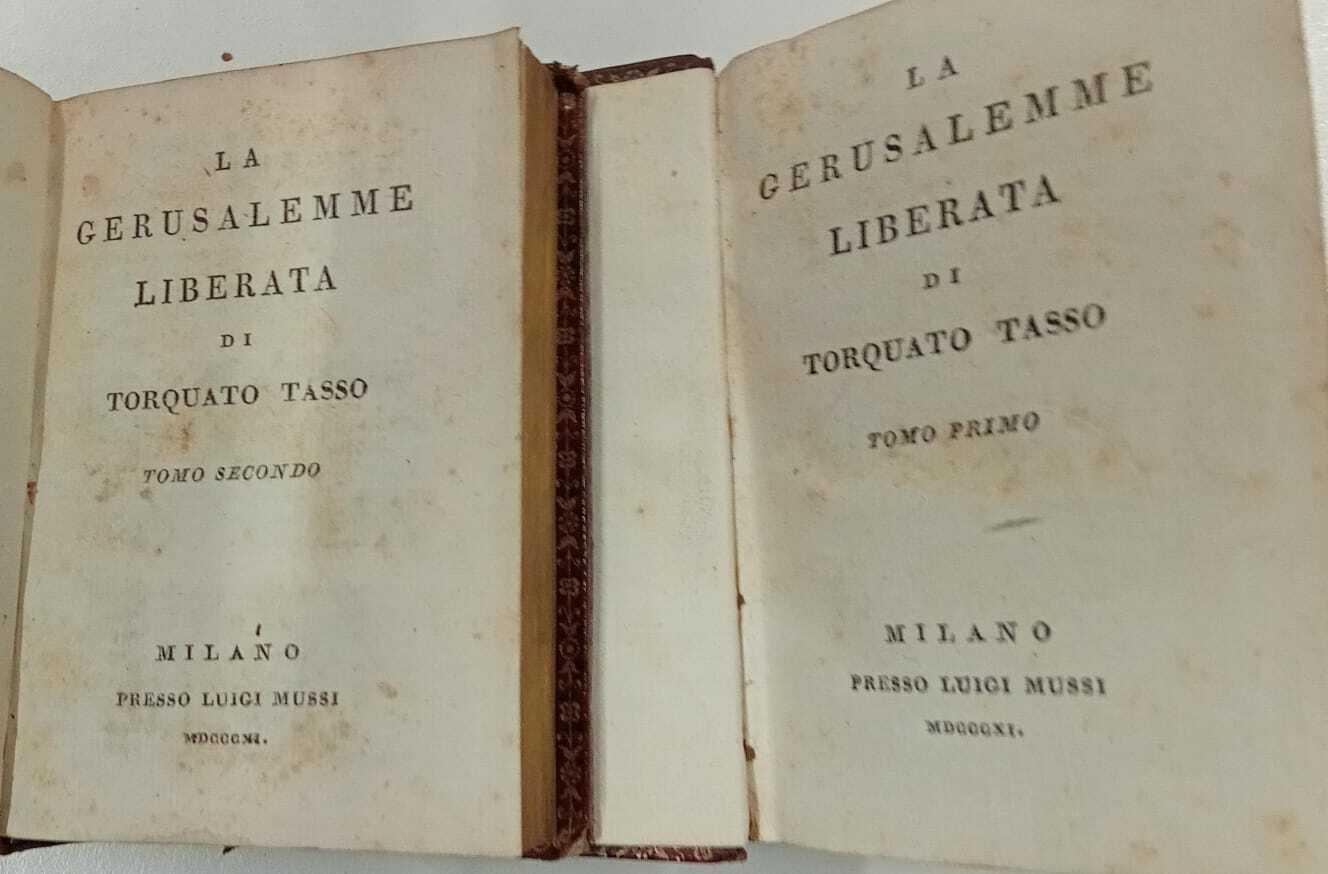 LA
GERUSALEMME
LIBERATA
DI
TORQUATO TASSO
TOMO SECONDO
MILANO
PRESSO LUIGI MUSSI
MDCCCXI.
LA
GERUSALEMME
LIBERATA
DI
TORQUATO TASSO
TOMO PRIMO
MILANO
PRESSO LUIGI MUSSI
MDCCCXI.